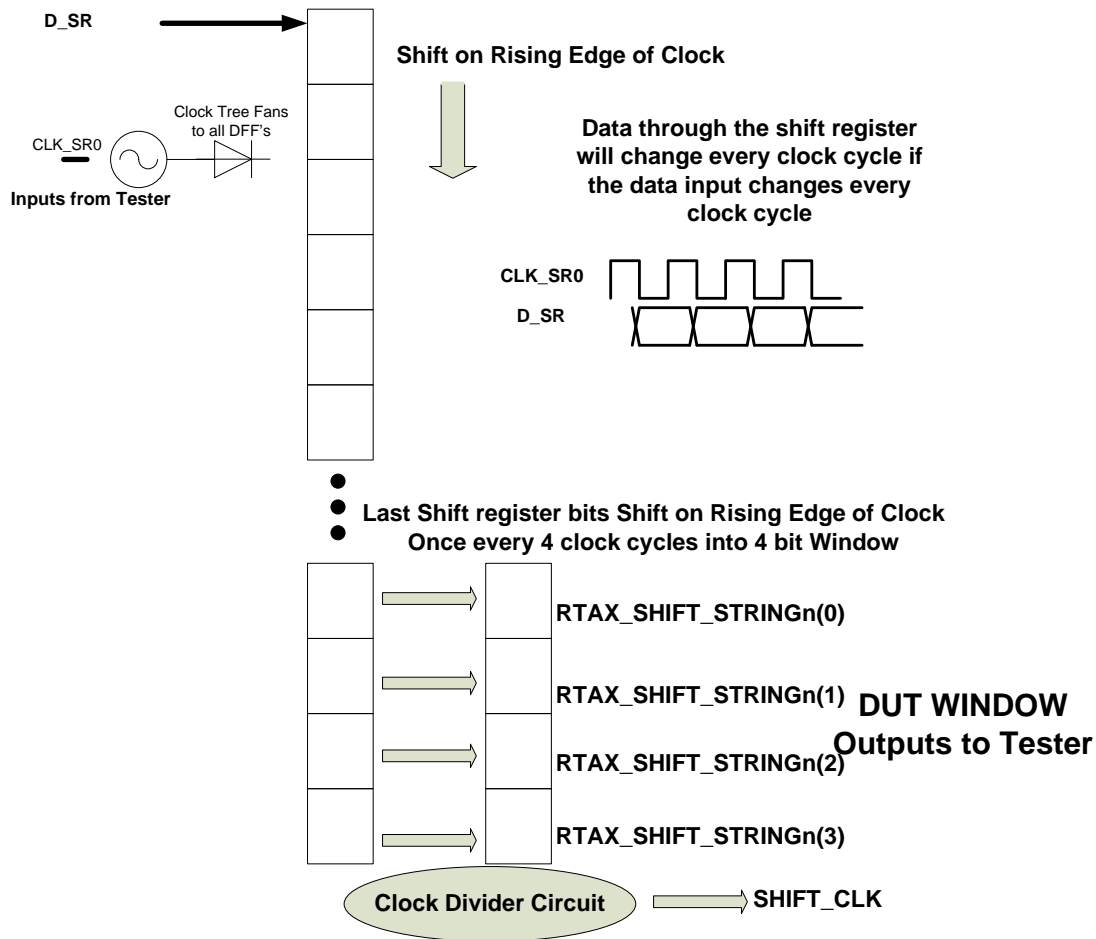 D_SR
Shift on Rising Edge of Clock
Clock Tree Fans
to all DFF's
CLK_SR0
Inputs from Tester
Data through the shift register
will change every clock cycle if
the data input changes every
clock cycle
CLK_SR0
D_SR
Last Shift register bits Shift on Rising Edge of Clock
Once every 4 clock cycles into 4 bit Window
RTAX_SHIFT_STRINGn(0)
RTAX_SHIFT_STRINGn(1)
DUT WINDOW
Outputs to Tester
RTAX_SHIFT_STRINGn(2)
RTAX_SHIFT_STRINGn(3)
Clock Divider Circuit
SHIFT_CLK